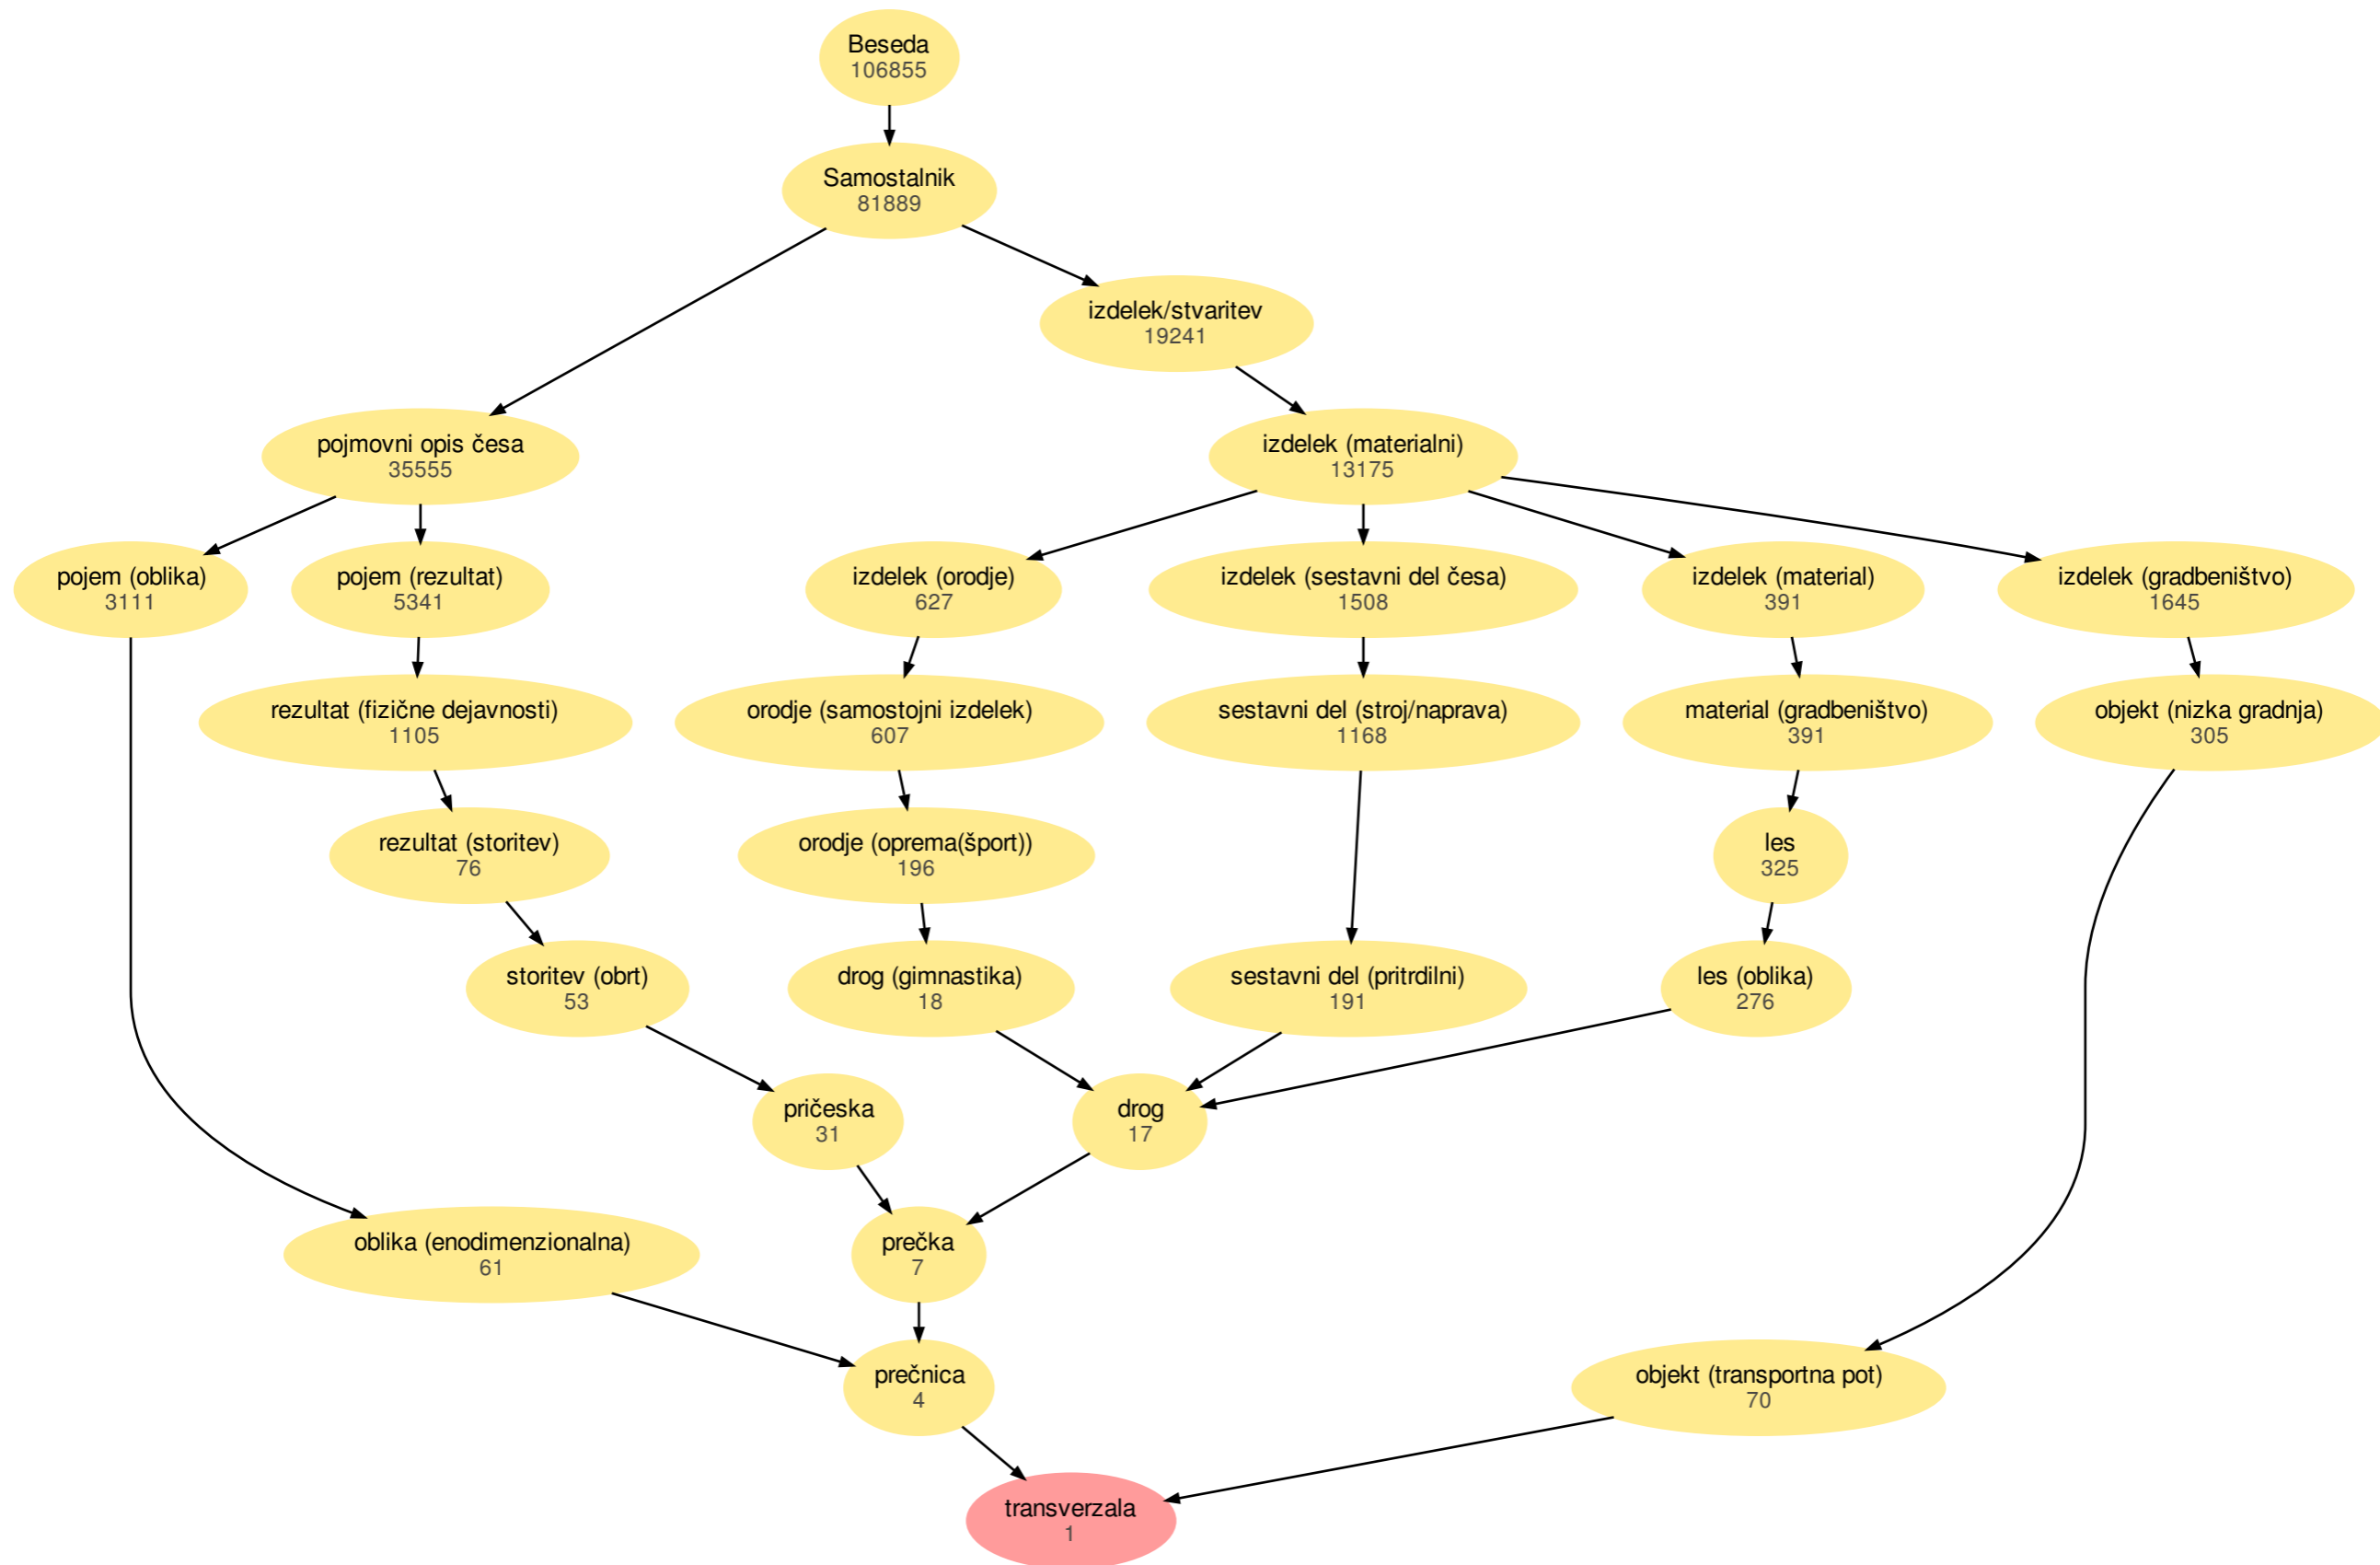 Beseda
106855
Samostalnik
81889
izdelek/stvaritev
19241
pojmovni opis česa
35555
izdelek (materialni)
13175
pojem (oblika)
3111
pojem (rezultat)
5341
izdelek (orodje)
627
izdelek (sestavni del česa)
1508
izdelek (material)
391
izdelek (gradbeništvo)
1645
rezultat (fizične dejavnosti)
1105
orodje (samostojni izdelek)
607
sestavni del (stroj/naprava)
1168
material (gradbeništvo)
391
objekt (nizka gradnja)
305
rezultat (storitev)
76
orodje (oprema(šport))
196
les
325
storitev (obrt)
53
drog (gimnastika)
18
sestavni del (pritrdilni)
191
les (oblika)
276
pričeska
31
drog
17
oblika (enodimenzionalna)
61
prečka
7
prečnica
4
objekt (transportna pot)
70
transverzala
1